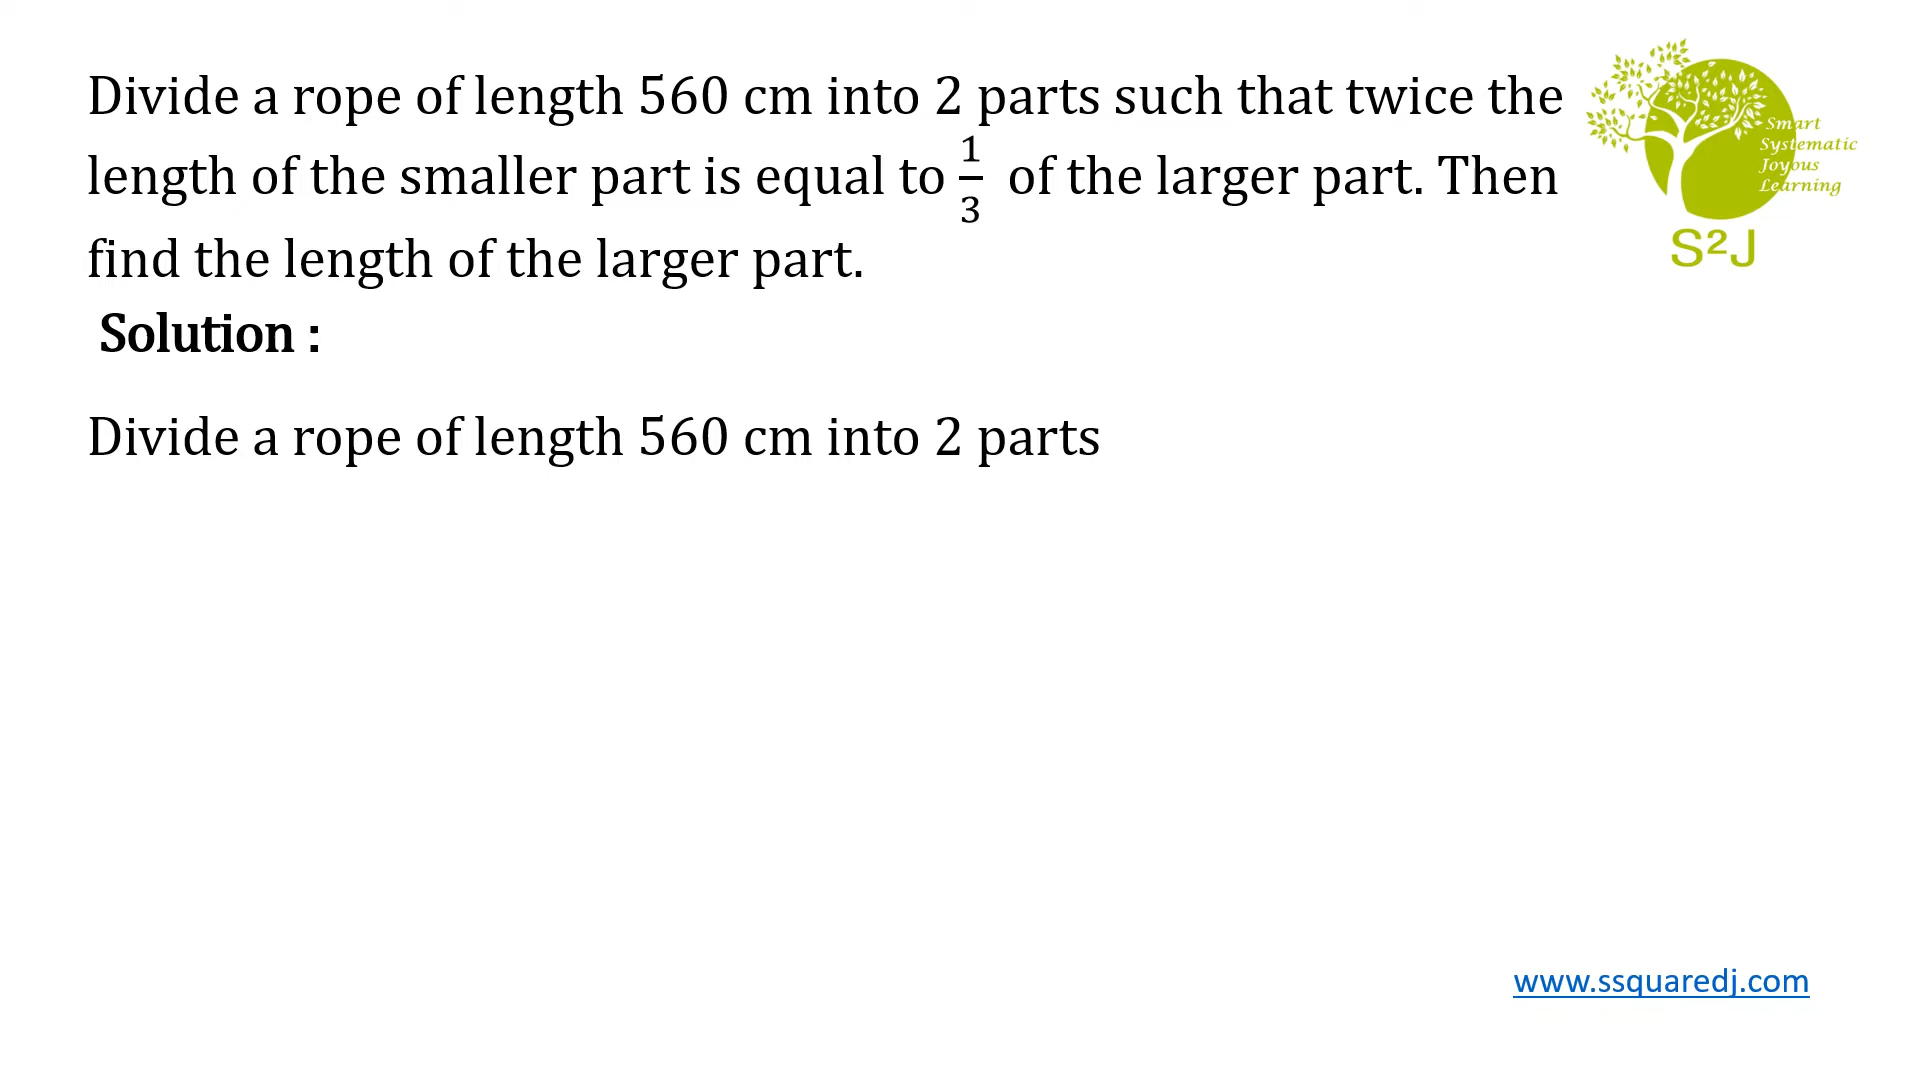 Divide a rope of length 560 cm into 2 parts such that twice the
length of the smaller part is equal to 1/3 of the larger part. Then
find the length of the larger part.
Smart
Systematic
Joyous
Learning
S²J
Solution :
Divide a rope of length 560 cm into 2 parts
www.ssquaredj.com